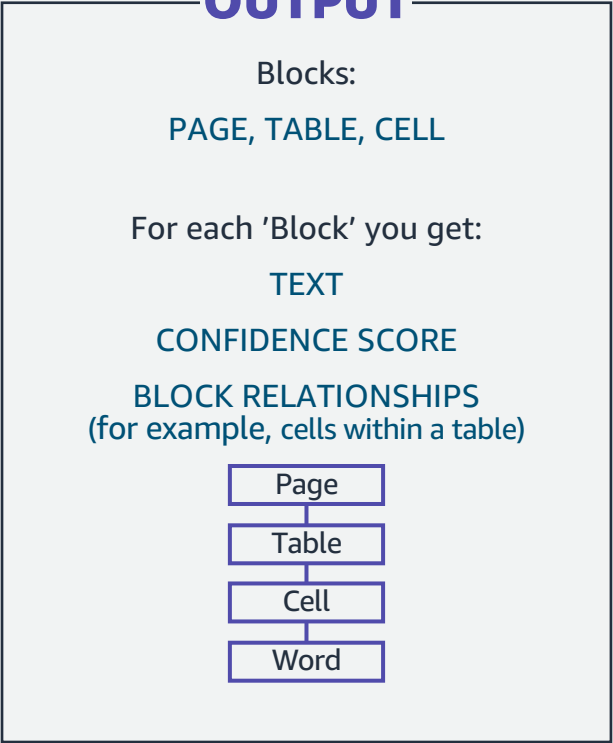 OUTPUT
Blocks:
PAGE, TABLE, CELL
For each 'Block' you get:
TEXT
CONFIDENCE SCORE
BLOCK RELATIONSHIPS
(for example, cells within a table)
Page
Table
Cell
Word